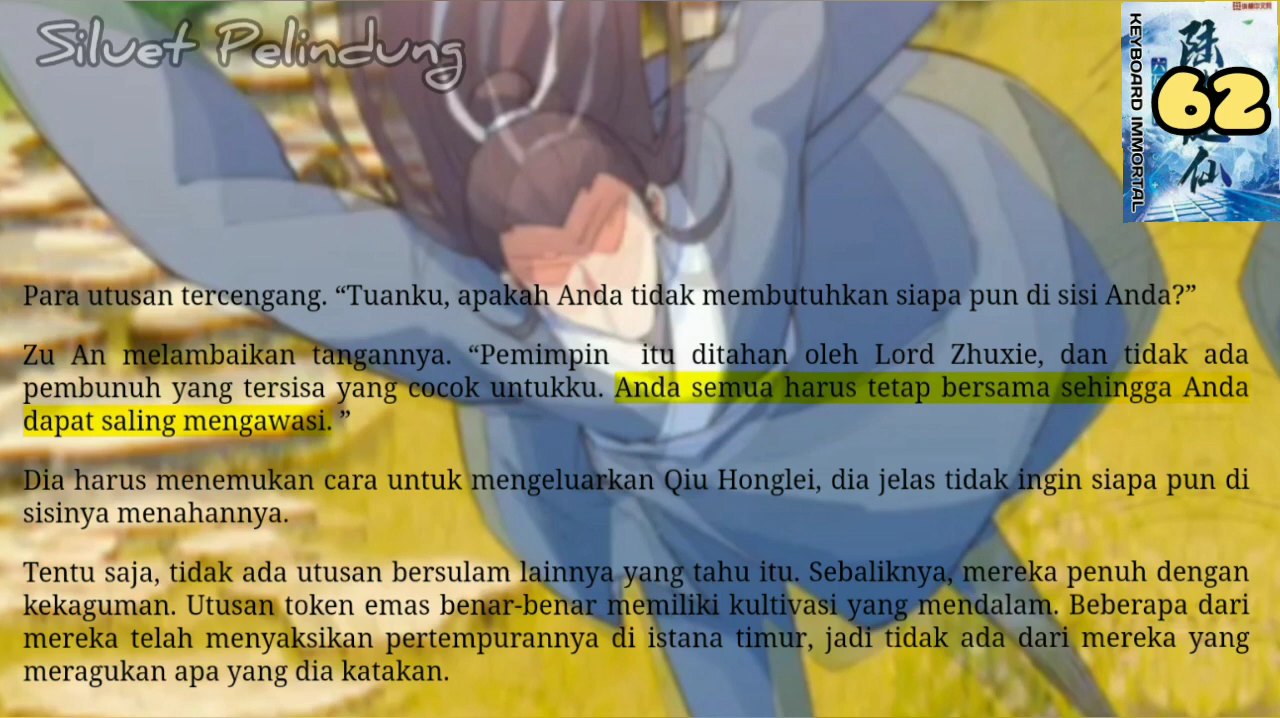 Siluet Pelindung
KEYBOARD IMMORTAL
62
Para utusan tercengang. “Tuanku, apakah Anda tidak membutuhkan siapa pun di sisi Anda?”
Zu An melambaikan tangannya. “Pemimpin itu ditahan oleh Lord Zhuxie, dan tidak ada
pembunuh yang tersisa yang cocok untukku. Anda semua harus tetap bersama sehingga Anda
dapat saling mengawasi. ”
Dia harus menemukan cara untuk mengeluarkan Qiu Honglei, dia jelas tidak ingin siapa pun di
sisinya menahannya.
Tentu saja, tidak ada utusan bersulam lainnya yang tahu itu. Sebaliknya, mereka penuh dengan
kekaguman. Utusan token emas benar-benar memiliki kultivasi yang mendalam. Beberapa dari
mereka telah menyaksikan pertempurannya di istana timur, jadi tidak ada dari mereka yang
meragukan apa yang dia katakan.